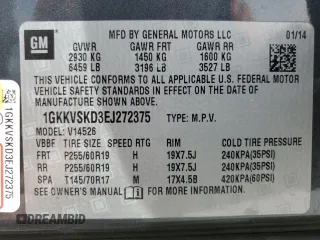 GM
MFD BY GENERAL MOTORS LLC 01/14
GVWR GAWR FRT GAWR RR
2930 KG 1450 KG 1600 KG
6459 LB 3196 LB 3527 LB
THIS VEHICLE CONFORMS TO ALL APPLICABLE U.S. FEDERAL
MOTOR VEHICLE SAFETY
THEFT PREVENTION STANDARDS IN EFFECT ON THE DATE OF
MANUFACTURE SHOWN ABOVE.
1GKKVSKD3EJ272375 TYPE: M.P.V.
MODEL: V14526
VBBF TIRE SIZE SPEED RTG RIM COLD TIRE PRESSURE
FRT P255/60R19 H 19X7.5J 240KPA(35PSI)
RR P255/60R19 H 19X7.5J 240KPA(35PSI)
SPA T145/70R17 M 17X4.5B 420KPA(60PSI)
SEE OWNER'S MANUAL FOR MORE INFORMATION.
1GKKVSKD3EJ272375